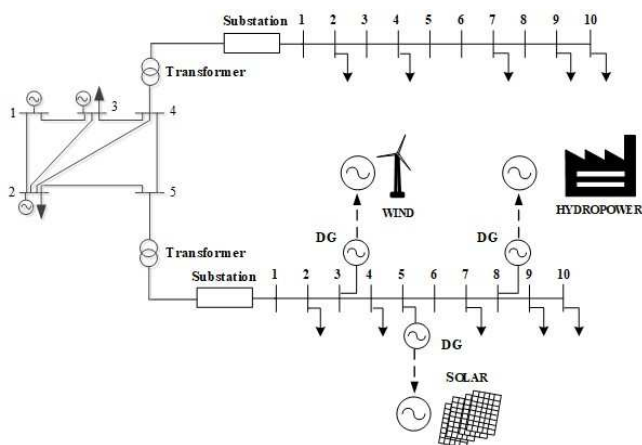 Substation
1 2 3 4 5 6 7 8 9 10
Transformer
1 3 4
2 5
WIND
HYDROPOWER
DG DG
Transformer
Substation
1 2 3 4 5 6 7 8 9 10
DG
SOLAR